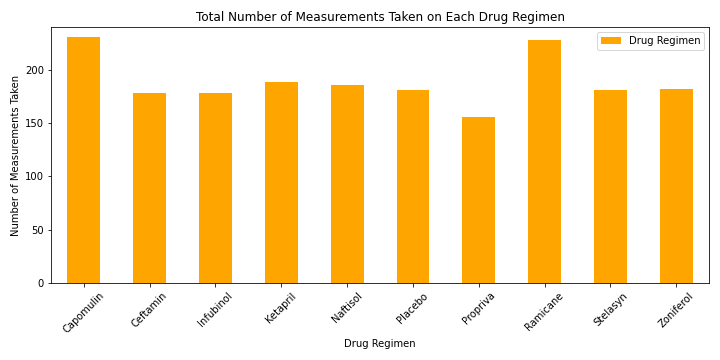 Total Number of Measurements Taken on Each Drug Regimen
Drug Regimen
Number of Measurements Taken
200
150
100
50
0
Capomulin
Ceftamin
Infubinol
Ketapril
Naftisol
Placebo
Propriva
Ramicane
Stelasyn
Zoniferol
Drug Regimen